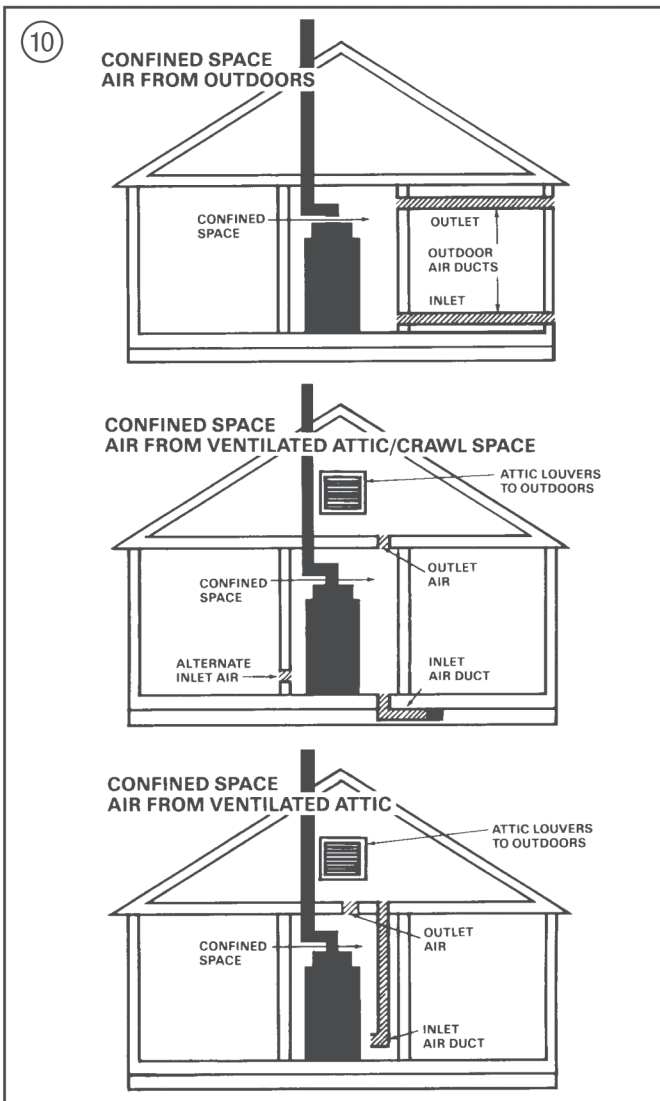 10
CONFINED SPACE
AIR FROM OUTDOORS
CONFINED
SPACE
OUTLET
OUTDOOR
AIR DUCTS
INLET
CONFINED SPACE
AIR FROM VENTILATED ATTIC/CRAWL SPACE
ATTIC LOUVERS
TO OUTDOORS
OUTLET
AIR
CONFINED
SPACE
ALTERNATE
INLET AIR
INLET
AIR DUCT
CONFINED SPACE
AIR FROM VENTILATED ATTIC
ATTIC LOUVERS
TO OUTDOORS
OUTLET
AIR
CONFINED
SPACE
INLET
AIR DUCT